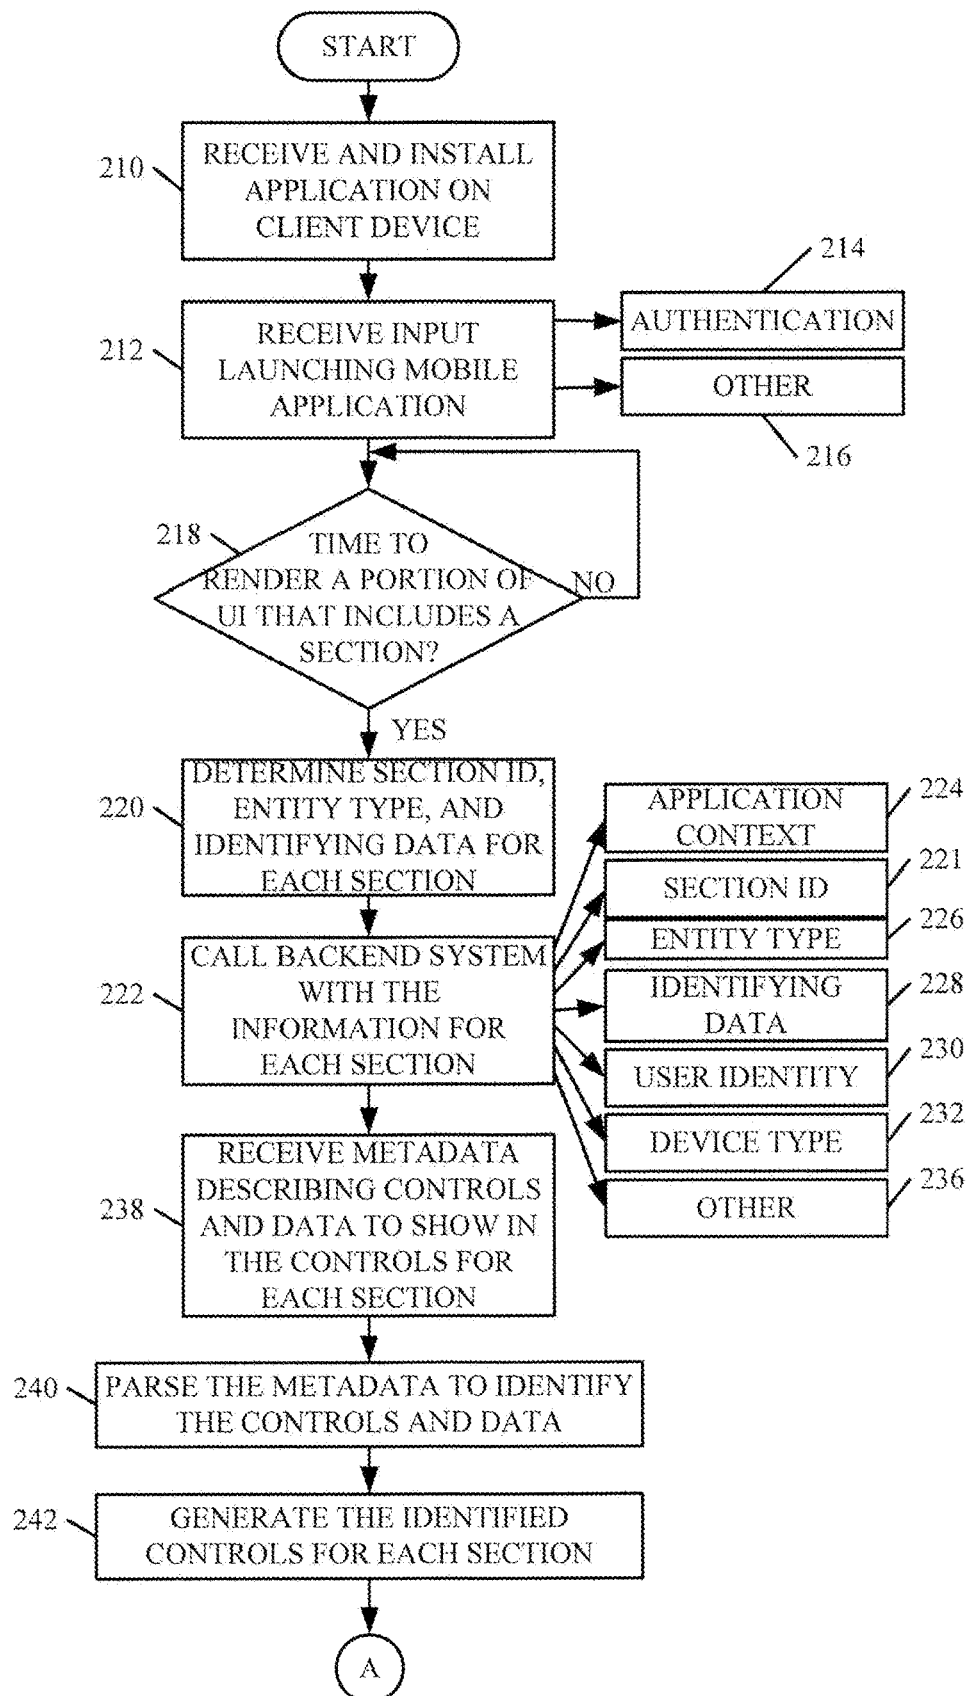 START
210
RECEIVE AND INSTALL
APPLICATION ON
CLIENT DEVICE
214
212
RECEIVE INPUT
LAUNCHING MOBILE
APPLICATION
AUTHENTICATION
OTHER
216
218
TIME TO
RENDER A PORTION OF
UI THAT INCLUDES A
SECTION?
NO
YES
220
DETERMINE SECTION ID,
ENTITY TYPE, AND
IDENTIFYING DATA FOR
EACH SECTION
222
CALL BACKEND SYSTEM
WITH THE
INFORMATION FOR
EACH SECTION
APPLICATION
CONTEXT
224
SECTION ID
221
ENTITY TYPE
226
IDENTIFYING
DATA
228
USER IDENTITY
230
DEVICE TYPE
232
OTHER
236
238
RECEIVE METADATA
DESCRIBING CONTROLS
AND DATA TO SHOW IN
THE CONTROLS FOR
EACH SECTION
240
PARSE THE METADATA TO IDENTIFY
THE CONTROLS AND DATA
242
GENERATE THE IDENTIFIED
CONTROLS FOR EACH SECTION
A